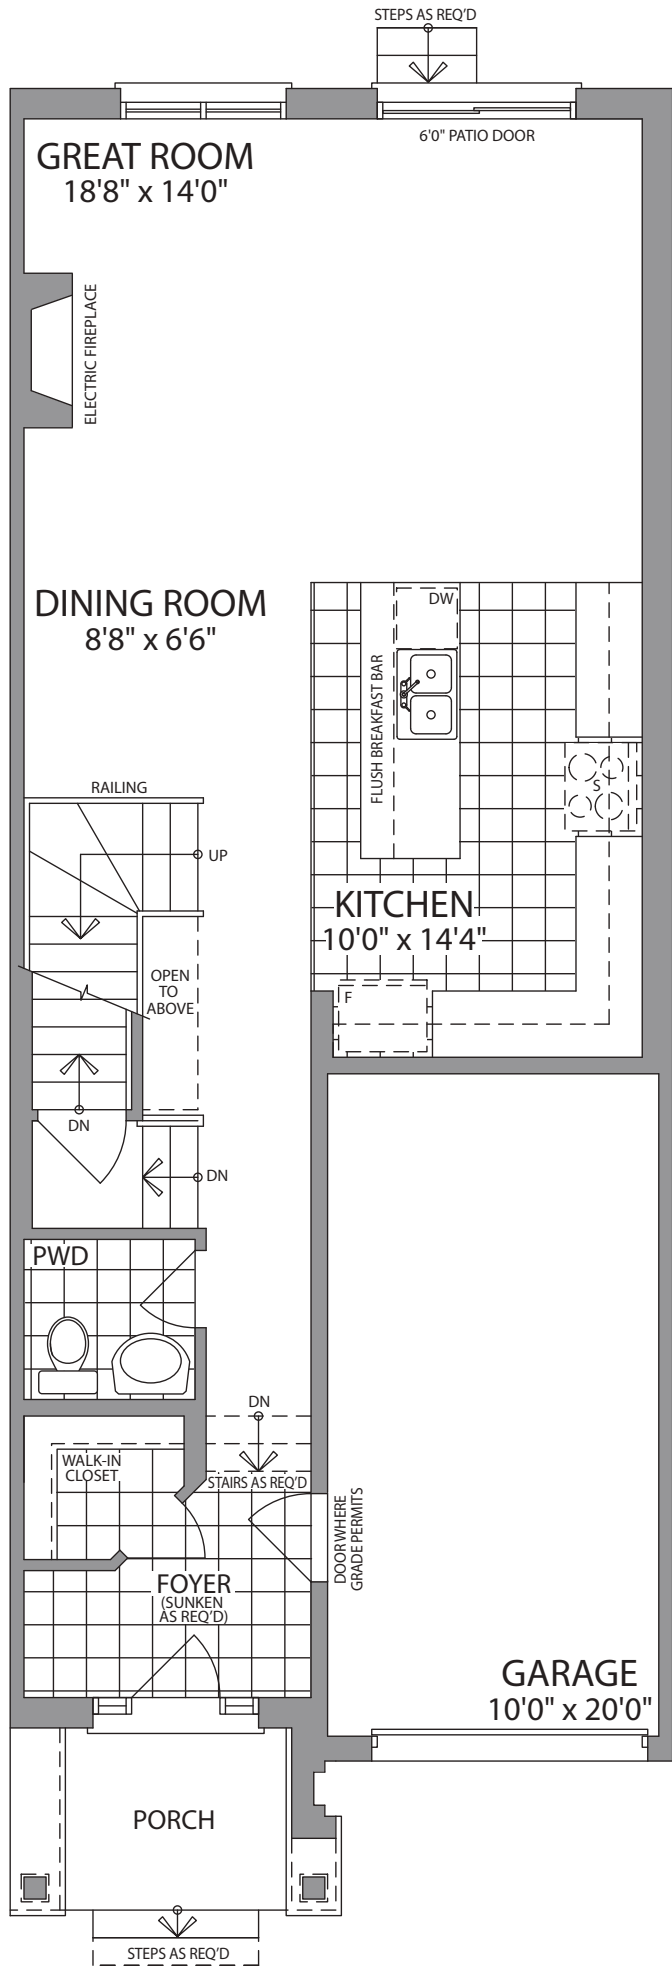 STEPS AS REQ'D
6'0" PATIO DOOR
GREAT ROOM
18'8" x 14'0"
ELECTRIC FIREPLACE
DINING ROOM
8'8" x 6'6"
DW
FLUSH BREAKFAST BAR
S
RAILING
UP
KITCHEN
10'0" x 14'4"
OPEN
TO
ABOVE
F
DN
DN
PWD
DN
WALK-IN
CLOSET
STAIRS AS REQ'D
DOOR WHERE
GRADE PERMITS
FOYER
(SUNKEN
AS REQ'D)
GARAGE
10'0" x 20'0"
PORCH
STEPS AS REQ'D